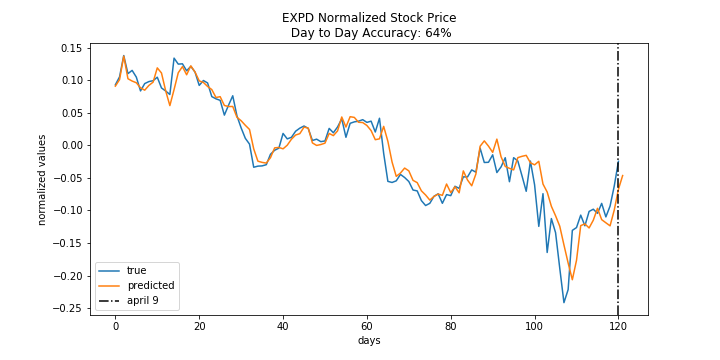 EXPD Normalized Stock Price
Day to Day Accuracy: 64%
normalized values
0.15
0.10
0.05
0.00
−0.05
−0.10
−0.15
−0.20
−0.25
true
predicted
april 9
0 20 40 60 80 100 120
days